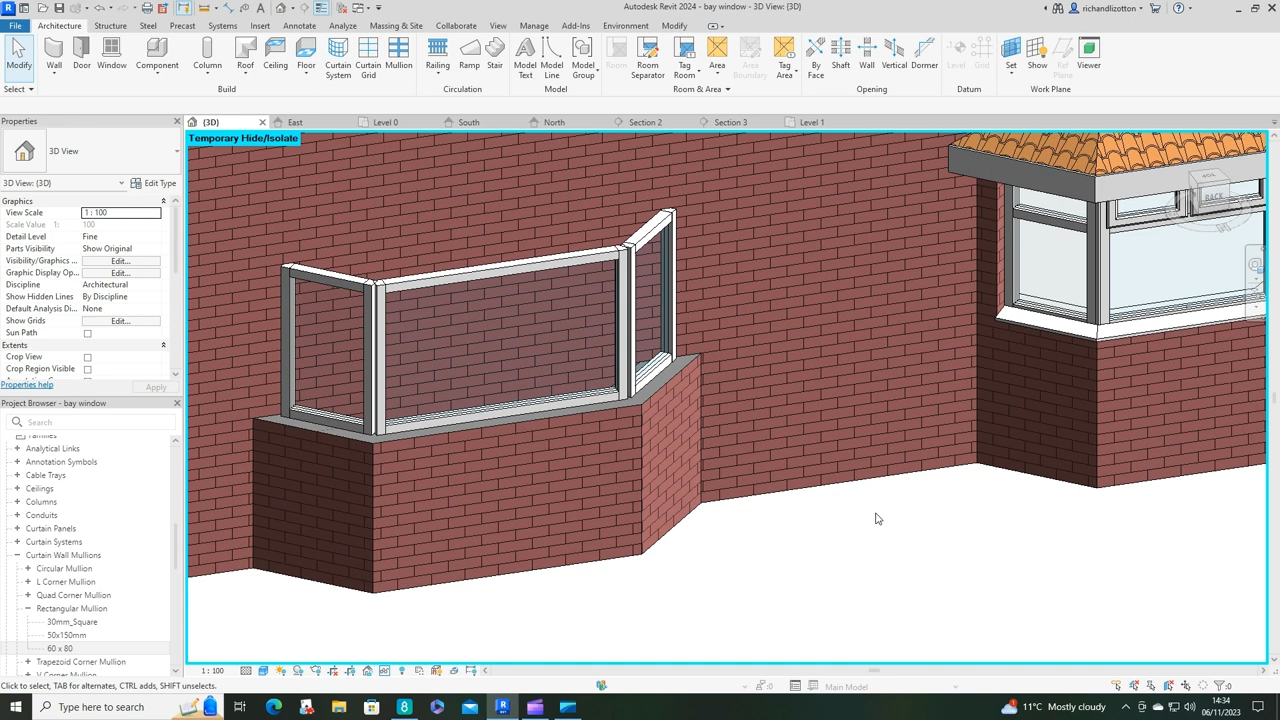 Autodesk Revit 2024 - bay window - 3D View: {3D}
richandlizotton
File
Architecture
Structure
Steel
Precast
Systems
Insert
Annotate
Analyze
Massing & Site
Collaborate
View
Manage
Add-Ins
Environment
Modify
Modify
Wall
Door
Window
Component
Column
Roof
Ceiling
Floor
Curtain System
Curtain Grid
Mullion
Railing
Ramp
Stair
Model Text
Model Line
Model Group
Room
Room Separator
Tag Room
Area
Area Boundary
Tag Area
By Face
Shaft
Wall
Vertical
Dormer
Level
Grid
Set
Show
Ref Plane
Viewer
Select
Build
Circulation
Model
Room & Area
Opening
Datum
Work Plane
Properties
{3D}
East
Level 0
South
North
Section 2
Section 3
Level 1
Temporary Hide/Isolate
3D View
3D View: {3D}
Edit Type
Graphics
View Scale 1 : 100
Scale Value 1: 100
Detail Level Fine
Parts Visibility Show Original
Visibility/Graphics ... Edit...
Graphic Display Op... Edit...
Discipline Architectural
Show Hidden Lines By Discipline
Default Analysis Di... None
Show Grids Edit...
Sun Path
Extents
Crop View
Crop Region Visible
Properties help
Apply
Project Browser - bay window
Search
Families
Analytical Links
Annotation Symbols
Cable Trays
Ceilings
Columns
Conduits
Curtain Panels
Curtain Systems
Curtain Wall Mullions
Circular Mullion
L Corner Mullion
Quad Corner Mullion
Rectangular Mullion
30mm_Square
50x150mm
60 x 80
Trapezoid Corner Mullion
BACK
1 : 100
Click to select, TAB for alternates, CTRL adds, SHIFT unselects.
:0
Main Model
:0
Type here to search
11°C Mostly cloudy
14:34
06/11/2023